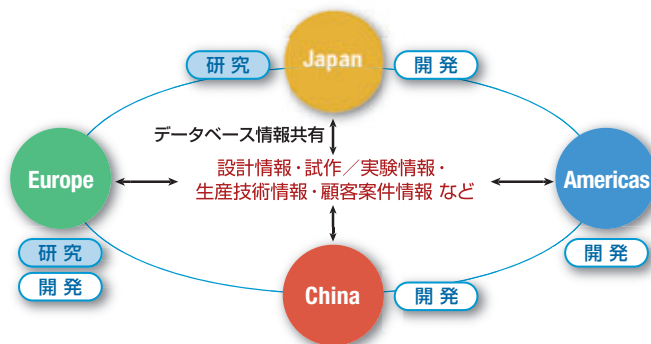 Japan
研究
開発
データベース情報共有
設計情報・試作／実験情報・
生産技術情報・顧客案件情報 など
Europe
Americas
研究
開発
開発
China
開発